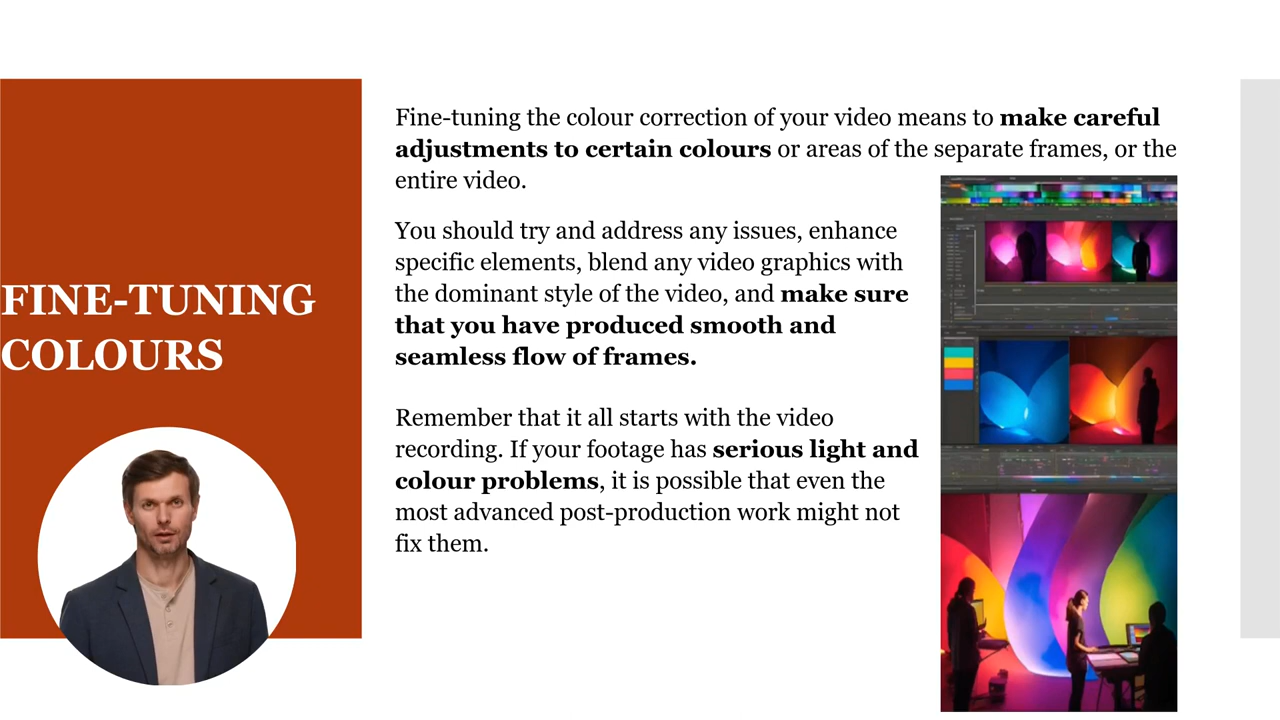 FINE-TUNING
COLOURS
Fine-tuning the colour correction of your video means to make careful
adjustments to certain colours or areas of the separate frames, or the
entire video.
You should try and address any issues, enhance
specific elements, blend any video graphics with
the dominant style of the video, and make sure
that you have produced smooth and
seamless flow of frames.
Remember that it all starts with the video
recording. If your footage has serious light and
colour problems, it is possible that even the
most advanced post-production work might not
fix them.